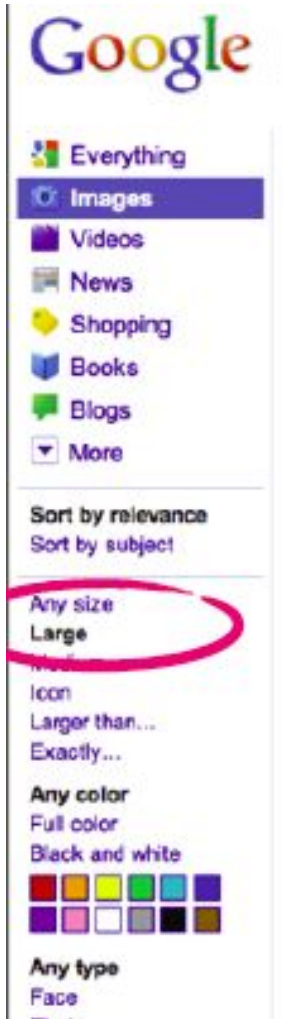 Google
Everything
Images
Videos
News
Shopping
Books
Blogs
More
Sort by relevance
Sort by subject
Any size
Large
Icon
Larger than...
Exactly...
Any color
Full color
Black and white
Any type
Face